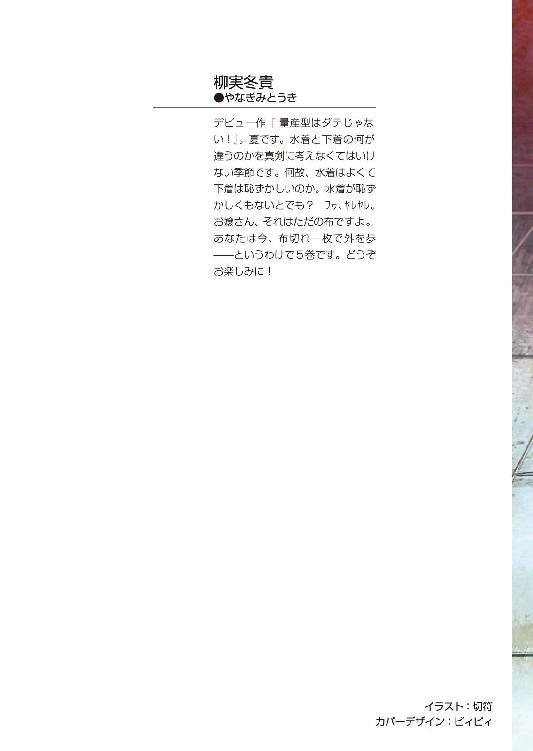 柳実冬貴
●やなぎみとうき
デビュー作『 量産型はダテじゃな
い！』。夏です。水着と下着の何が
違うのかを真剣に考えなくてはいけ
ない季節です。何故、水着はよくて
下着は恥ずかしいのか。水着が恥ず
かしくもないとでも？　フゥ、ヤレヤレ。
お嬢さん、それはただの布ですよ。
あなたは今、布切れ一枚で外を歩
――というわけで５巻です。どうぞ
お楽しみに！
イラスト：切符
カバーデザイン：ビィピィ